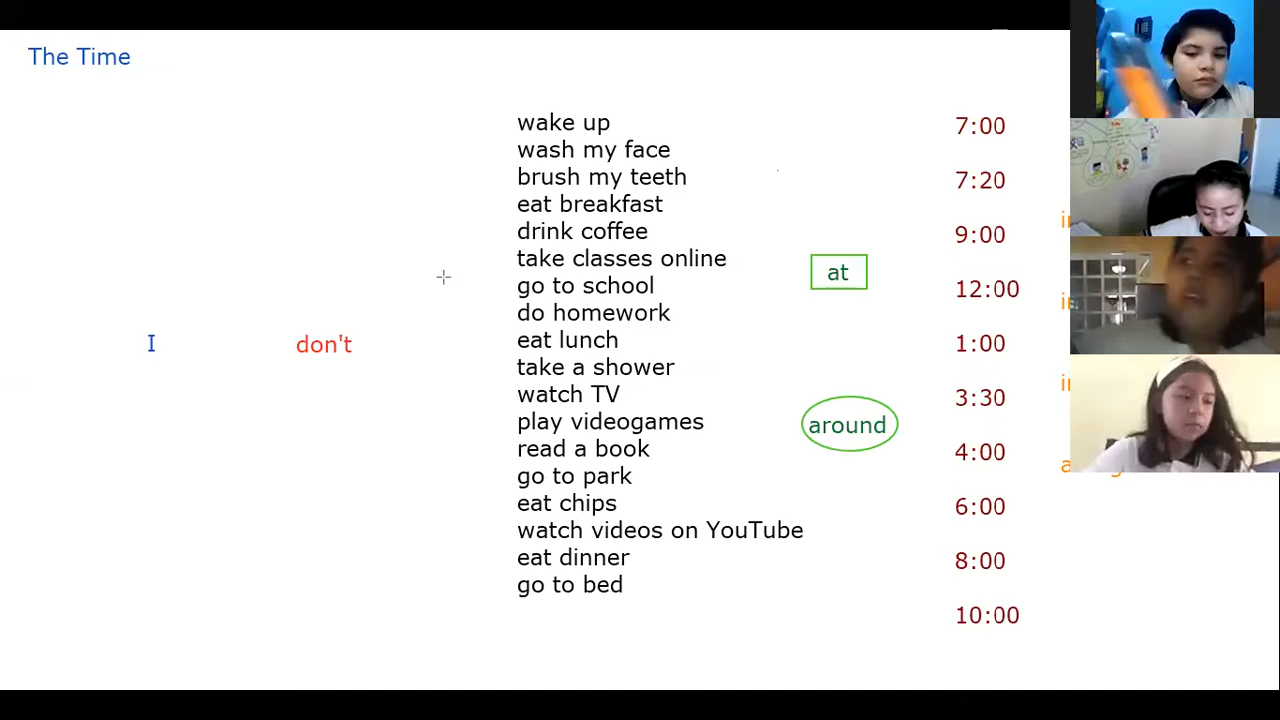 The Time
wake up
7:00
wash my face
brush my teeth
7:20
eat breakfast
drink coffee
9:00
take classes online
at
go to school
12:00
do homework
eat lunch
1:00
I don't
take a shower
watch TV
3:30
play videogames
around
read a book
4:00
go to park
eat chips
6:00
watch videos on YouTube
eat dinner
8:00
go to bed
10:00